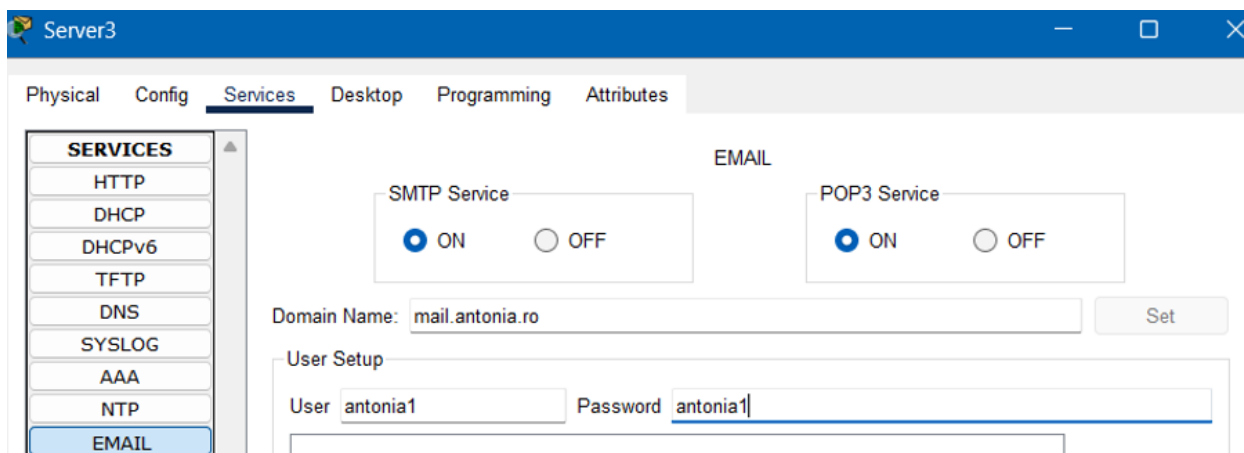 Server3
Physical Config Services Desktop Programming Attributes
SERVICES
HTTP
DHCP
DHCPv6
TFTP
DNS
SYSLOG
AAA
NTP
EMAIL
EMAIL
SMTP Service
ON OFF
POP3 Service
ON OFF
Domain Name: mail.antonia.ro Set
User Setup
User antonia1 Password antonia1